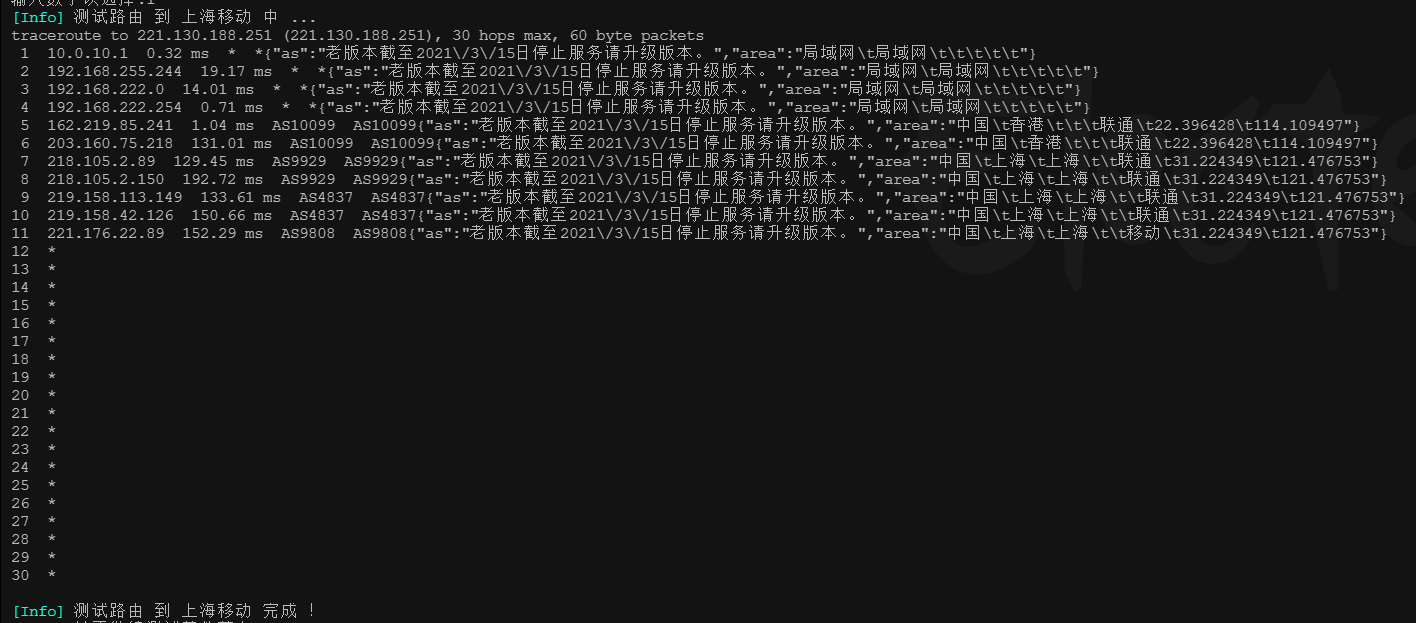 输入数字以选择:1
[Info] 测试路由 到 上海移动 中 ...
traceroute to 221.130.188.251 (221.130.188.251), 30 hops max, 60 byte packets
1 10.0.10.1 0.32 ms * *{"as":"老版本截至2021\/3\/15日停止服务请升级版本。","area":"局域网\t局域网\t\t\t\t\t"}
2 192.168.255.244 19.17 ms * *{"as":"老版本截至2021\/3\/15日停止服务请升级版本。","area":"局域网\t局域网\t\t\t\t\t"}
3 192.168.222.0 14.01 ms * *{"as":"老版本截至2021\/3\/15日停止服务请升级版本。","area":"局域网\t局域网\t\t\t\t\t"}
4 192.168.222.254 0.71 ms * *{"as":"老版本截至2021\/3\/15日停止服务请升级版本。","area":"局域网\t局域网\t\t\t\t\t"}
5 162.219.85.241 1.04 ms AS10099 AS10099{"as":"老版本截至2021\/3\/15日停止服务请升级版本。","area":"中国\t香港\t\t\t联通\t22.396428\t114.109497"}
6 203.160.75.218 131.01 ms AS10099 AS10099{"as":"老版本截至2021\/3\/15日停止服务请升级版本。","area":"中国\t香港\t\t\t联通\t22.396428\t114.109497"}
7 218.105.2.89 129.45 ms AS9929 AS9929{"as":"老版本截至2021\/3\/15日停止服务请升级版本。","area":"中国\t上海\t上海\t\t联通\t31.224349\t121.476753"}
8 218.105.2.150 192.72 ms AS9929 AS9929{"as":"老版本截至2021\/3\/15日停止服务请升级版本。","area":"中国\t上海\t上海\t\t联通\t31.224349\t121.476753"}
9 219.158.113.149 133.61 ms AS4837 AS4837{"as":"老版本截至2021\/3\/15日停止服务请升级版本。","area":"中国\t上海\t上海\t\t联通\t31.224349\t121.476753"}
10 219.158.42.126 150.66 ms AS4837 AS4837{"as":"老版本截至2021\/3\/15日停止服务请升级版本。","area":"中国\t上海\t上海\t\t联通\t31.224349\t121.476753"}
11 221.176.22.89 152.29 ms AS9808 AS9808{"as":"老版本截至2021\/3\/15日停止服务请升级版本。","area":"中国\t上海\t上海\t\t移动\t31.224349\t121.476753"}
12 *
13 *
14 *
15 *
16 *
17 *
18 *
19 *
20 *
21 *
22 *
23 *
24 *
25 *
26 *
27 *
28 *
29 *
30 *
[Info] 测试路由 到 上海移动 完成 !